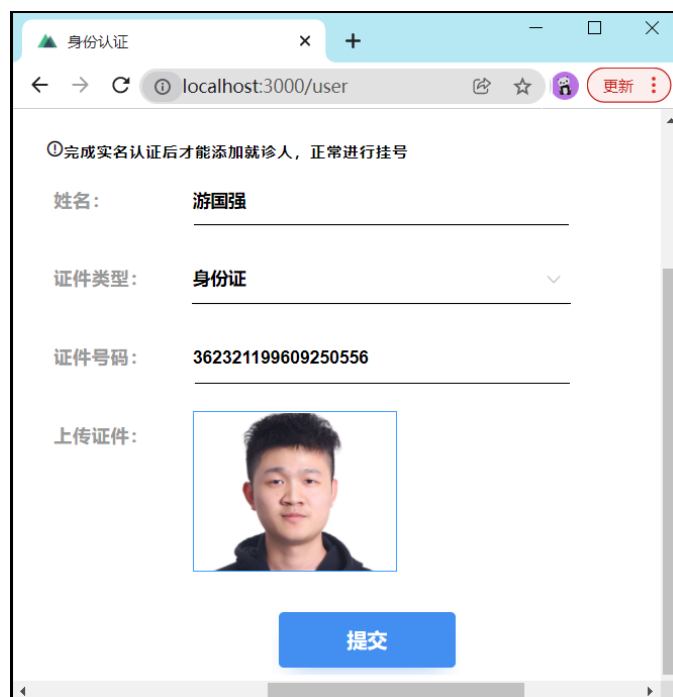 身份认证
localhost:3000/user
更新
完成实名认证后才能添加就诊人，正常进行挂号
姓名：
游国强
证件类型：
身份证
证件号码：
362321199609250556
上传证件：
提交